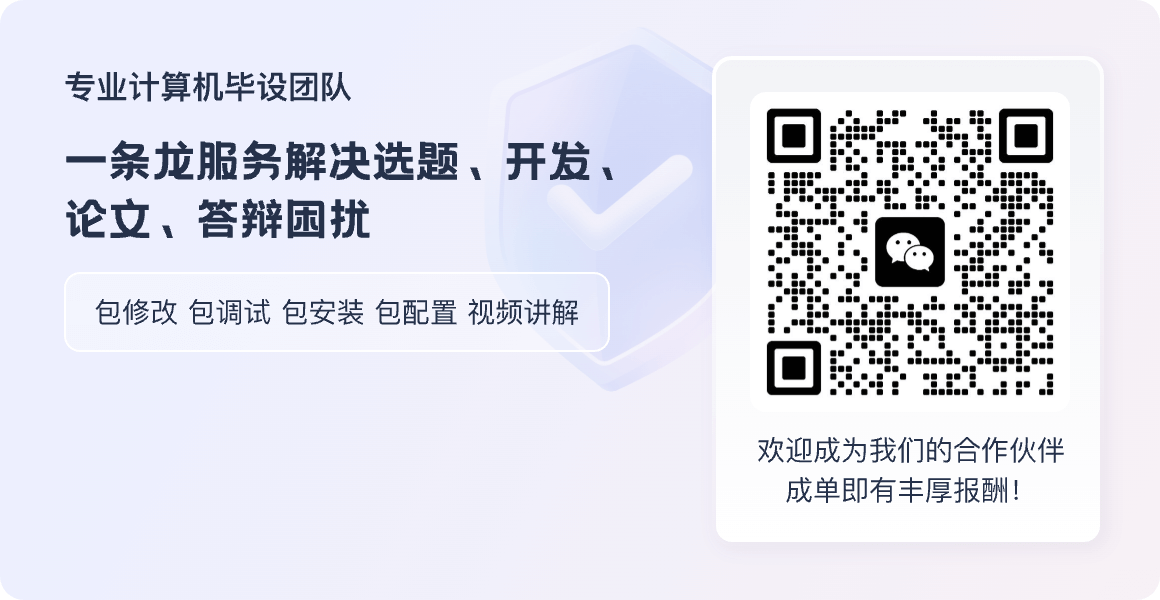 专业计算机毕设团队
一条龙服务解决选题、开发、
论文、答辩困扰
包修改 包调试 包安装 包配置 视频讲解
欢迎成为我们的合作伙伴
成单即有丰厚报酬！